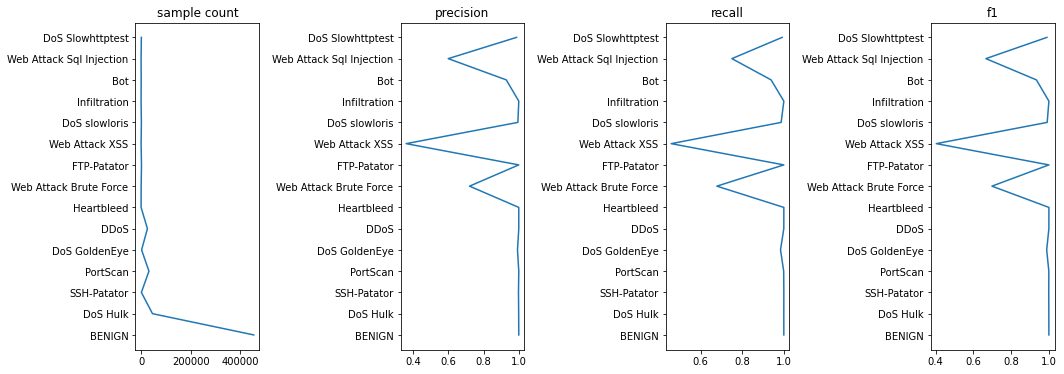 sample count
DoS Slowhttptest
Web Attack Sql Injection
Bot
Infiltration
DoS slowloris
Web Attack XSS
FTP-Patator
Web Attack Brute Force
Heartbleed
DDoS
DoS GoldenEye
PortScan
SSH-Patator
DoS Hulk
BENIGN
0 200000 400000
precision
DoS Slowhttptest
Web Attack Sql Injection
Bot
Infiltration
DoS slowloris
Web Attack XSS
FTP-Patator
Web Attack Brute Force
Heartbleed
DDoS
DoS GoldenEye
PortScan
SSH-Patator
DoS Hulk
BENIGN
0.4 0.6 0.8 1.0
recall
DoS Slowhttptest
Web Attack Sql Injection
Bot
Infiltration
DoS slowloris
Web Attack XSS
FTP-Patator
Web Attack Brute Force
Heartbleed
DDoS
DoS GoldenEye
PortScan
SSH-Patator
DoS Hulk
BENIGN
0.6 0.8 1.0
f1
DoS Slowhttptest
Web Attack Sql Injection
Bot
Infiltration
DoS slowloris
Web Attack XSS
FTP-Patator
Web Attack Brute Force
Heartbleed
DDoS
DoS GoldenEye
PortScan
SSH-Patator
DoS Hulk
BENIGN
0.4 0.6 0.8 1.0